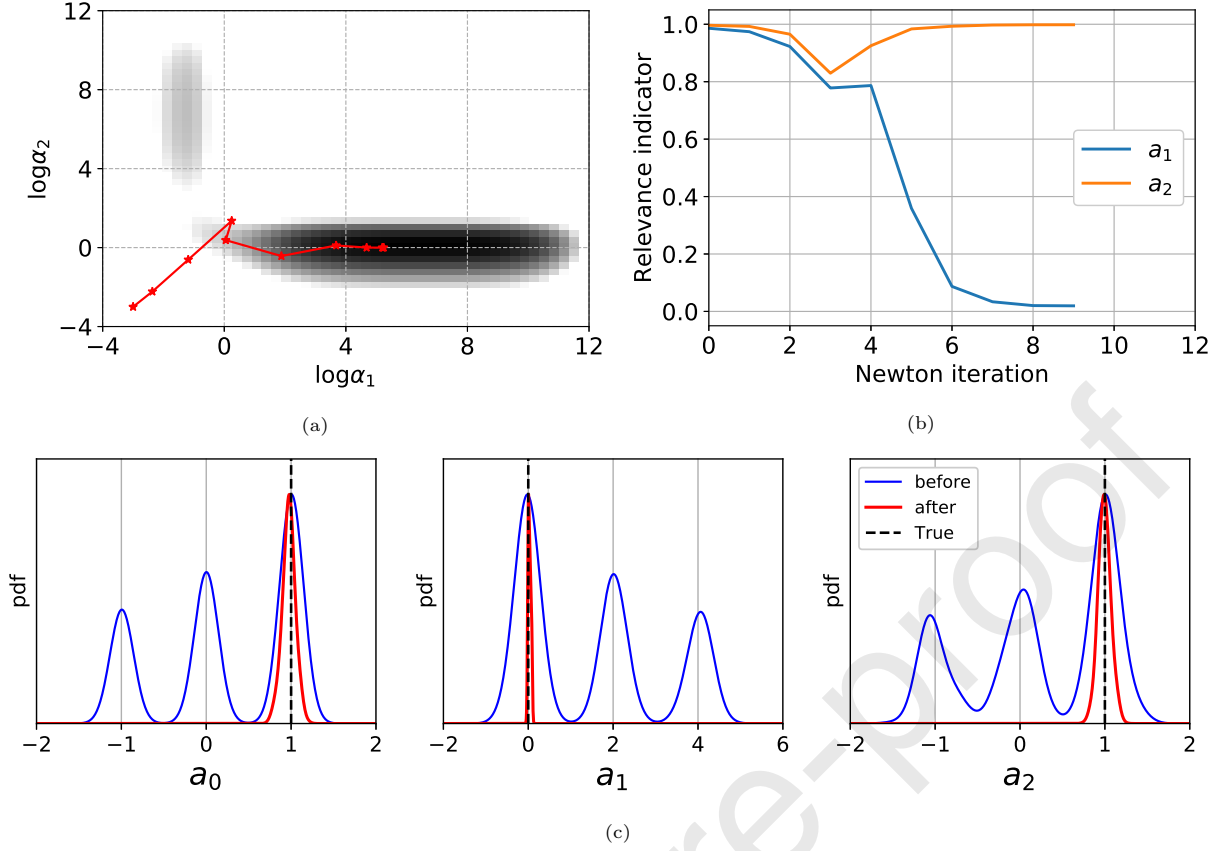 12
8
4
0
−4
logα2
−4 0 4 8 12
logα1
(a)
1.0
0.8
0.6
0.4
0.2
0.0
Relevance indicator
a1
a2
0 2 4 6 8 10 12
Newton iteration
(b)
pdf
−2 −1 0 1 2
a0
pdf
−2 0 2 4 6
a1
before
after
True
pdf
−2 −1 0 1 2
a2
(c)
re-proof